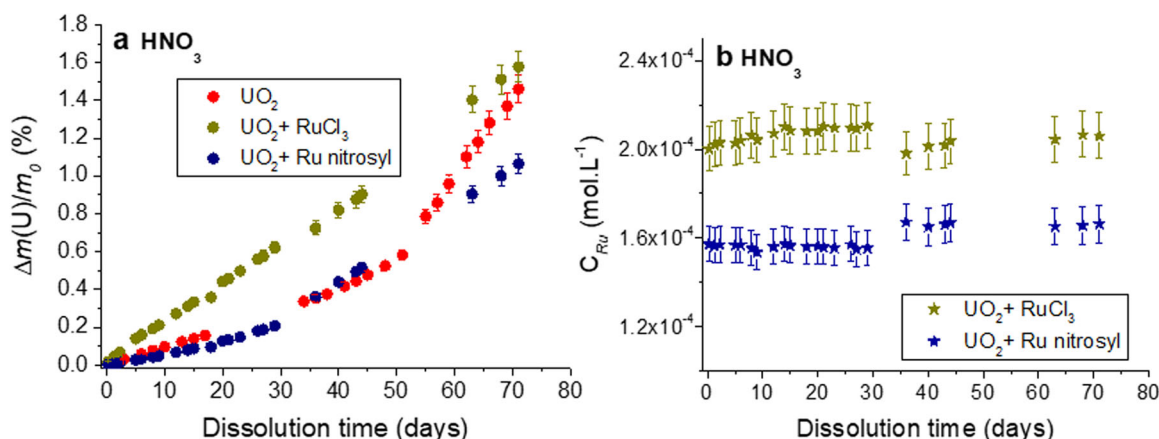 a HNO₃
UO₂
UO₂+ RuCl₃
UO₂+ Ru nitrosyl
Δm(U)/m₀ (%)
1.8
1.6
1.4
1.2
1.0
0.8
0.6
0.4
0.2
0.0
0 10 20 30 40 50 60 70 80
Dissolution time (days)
b HNO₃
C_Ru (mol.L⁻¹)
2.4x10⁻⁴
2.0x10⁻⁴
1.6x10⁻⁴
1.2x10⁻⁴
UO₂+ RuCl₃
UO₂+ Ru nitrosyl
0 10 20 30 40 50 60 70 80
Dissolution time (days)